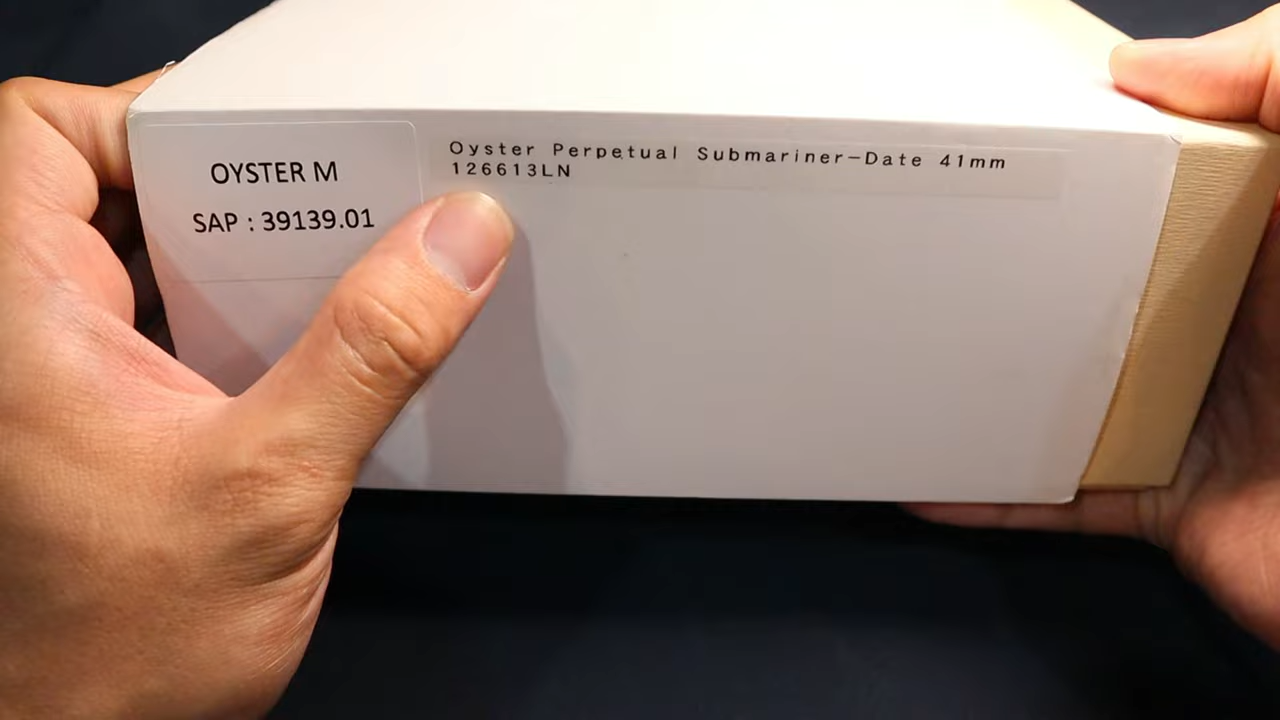 OYSTER M
SAP : 39139.01
Oyster Perpetual Submariner-Date 41mm
126613LN